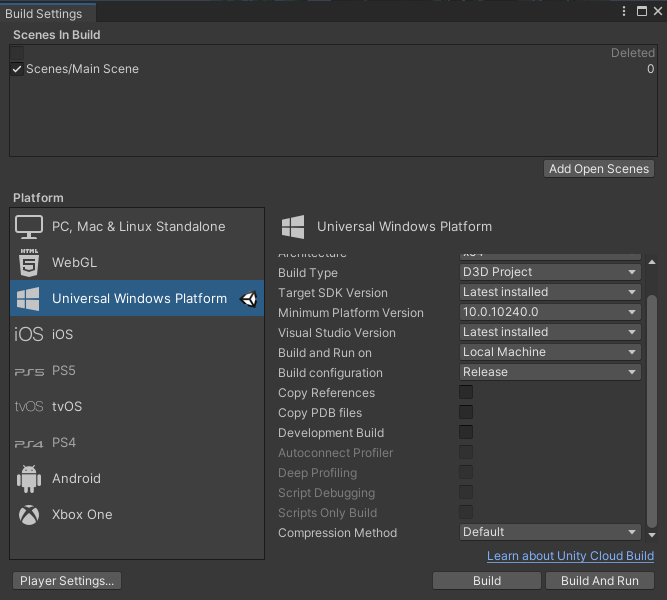 Build Settings
Scenes In Build
Deleted
Scenes/Main Scene 0
Add Open Scenes
Platform
PC, Mac & Linux Standalone
HTML 5 WebGL
Universal Windows Platform
iOS iOS
PS5 PS5
tvOS tvOS
PS4 PS4
Android
Xbox One
Universal Windows Platform
Architecture x64
Build Type D3D Project
Target SDK Version Latest installed
Minimum Platform Version 10.0.10240.0
Visual Studio Version Latest installed
Build and Run on Local Machine
Build configuration Release
Copy References
Copy PDB files
Development Build
Autoconnect Profiler
Deep Profiling
Script Debugging
Scripts Only Build
Compression Method Default
Learn about Unity Cloud Build
Player Settings... Build Build And Run